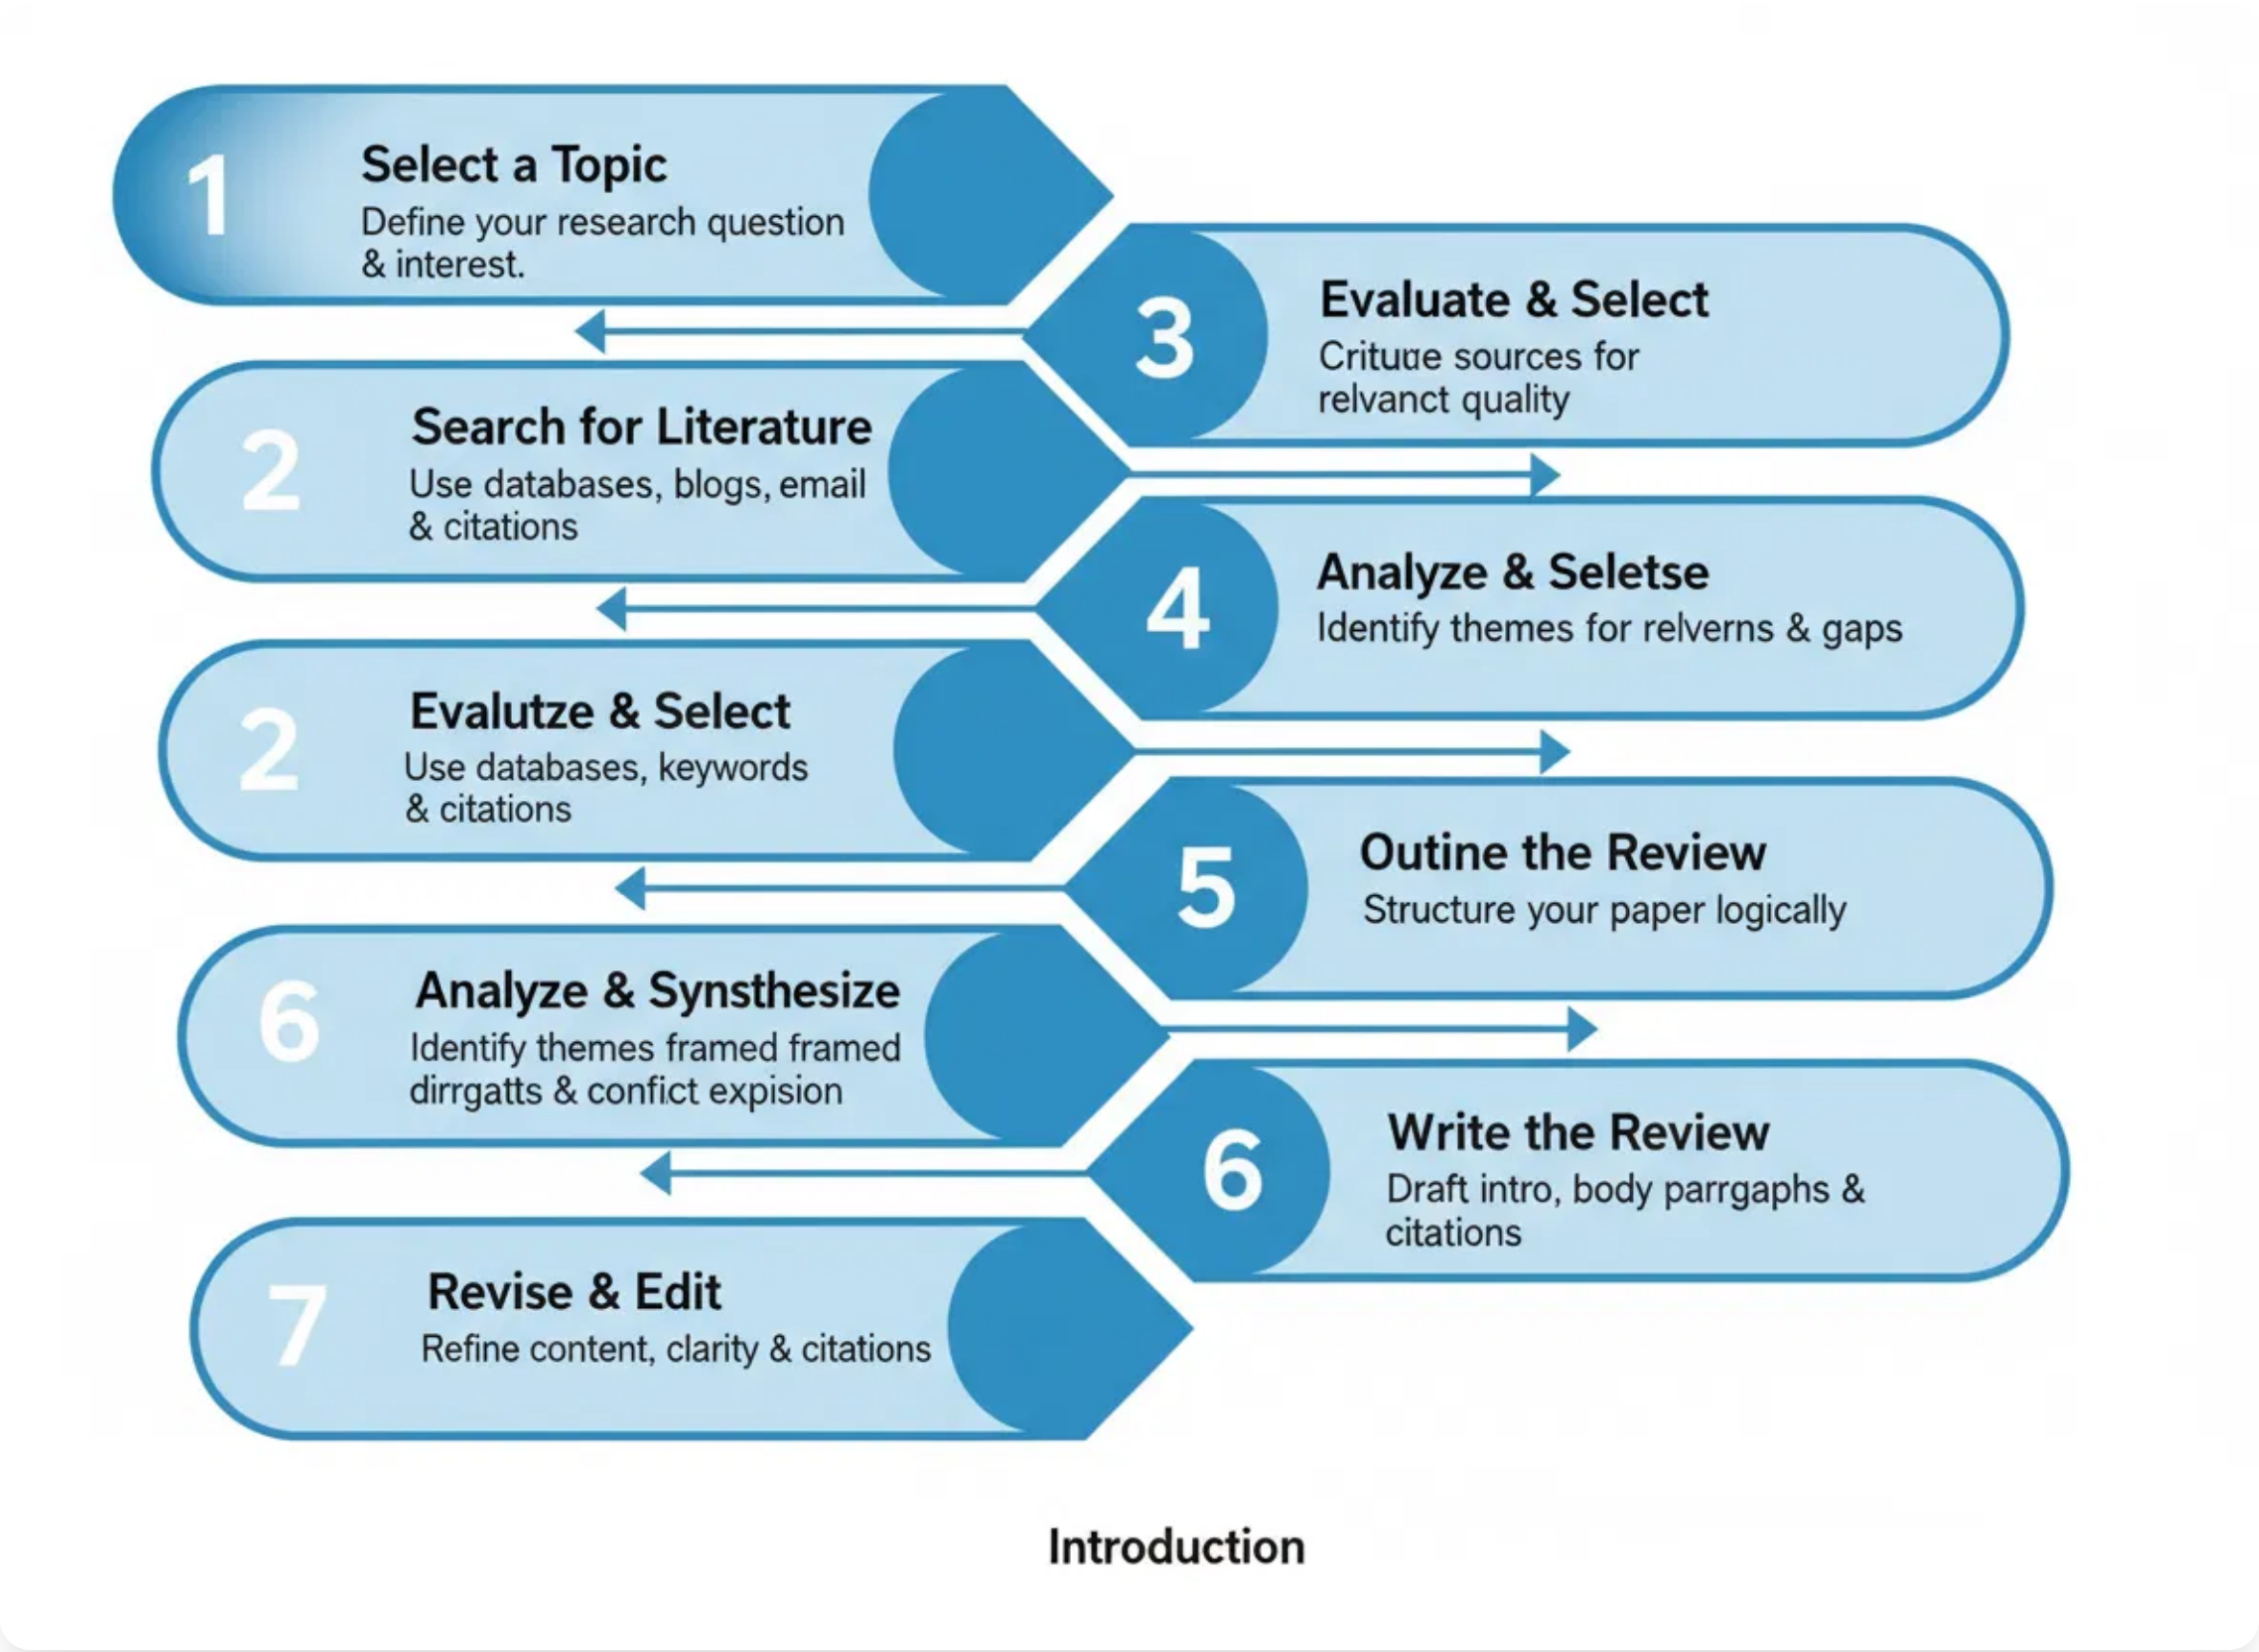 1
Select a Topic
Define your research question
& interest.
3
Evaluate & Select
Crituqe sources for
relvanct quality
2
Search for Literature
Use databases, blogs, email
& citations
4
Analyze & Seletse
Identify themes for relverns & gaps
2
Evalutze & Select
Use databases, keywords
& citations
5
Outine the Review
Structure your paper logically
6
Analyze & Synsthesize
Identify themes framed framed
dirrgatts & confict expision
6
Write the Review
Draft intro, body parrgaphs &
citations
7
Revise & Edit
Refine content, clarity & citations
Introduction